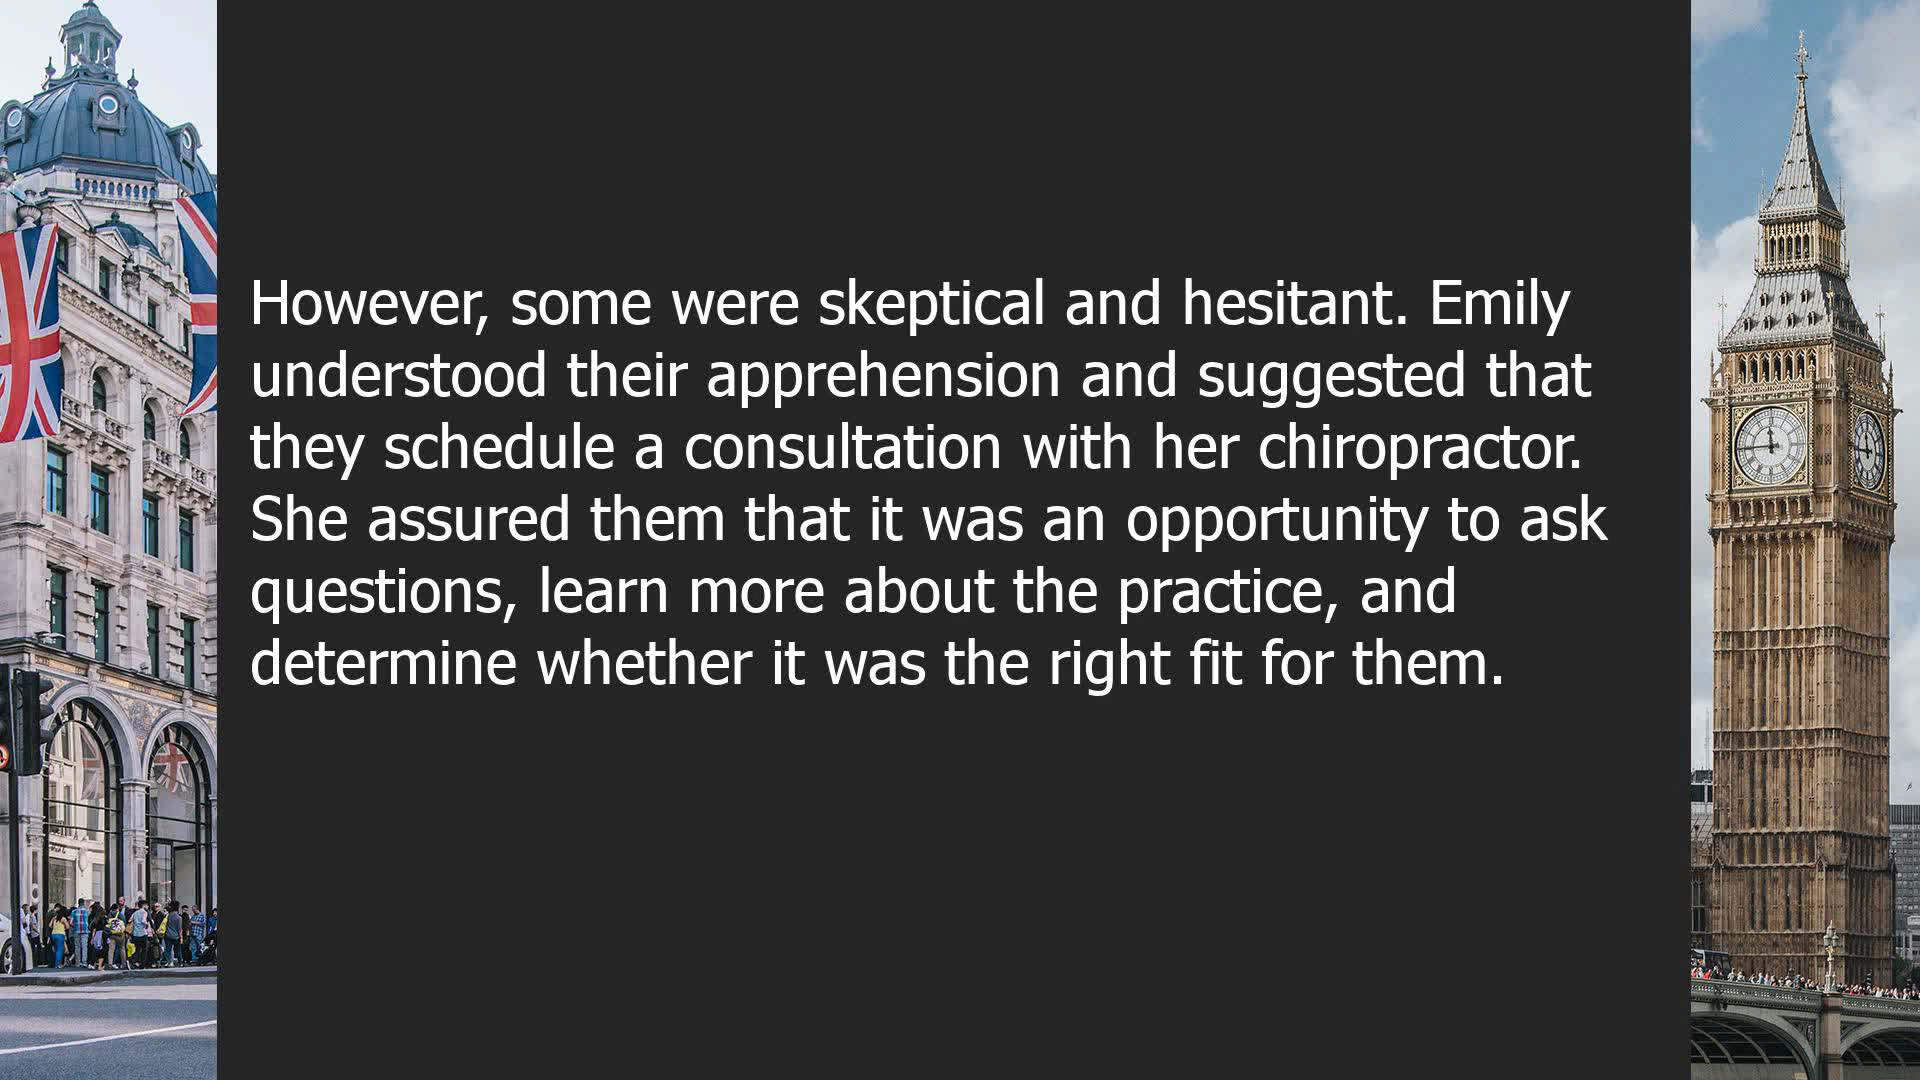 However, some were skeptical and hesitant. Emily
understood their apprehension and suggested that
they schedule a consultation with her chiropractor.
She assured them that it was an opportunity to ask
questions, learn more about the practice, and
determine whether it was the right fit for them.